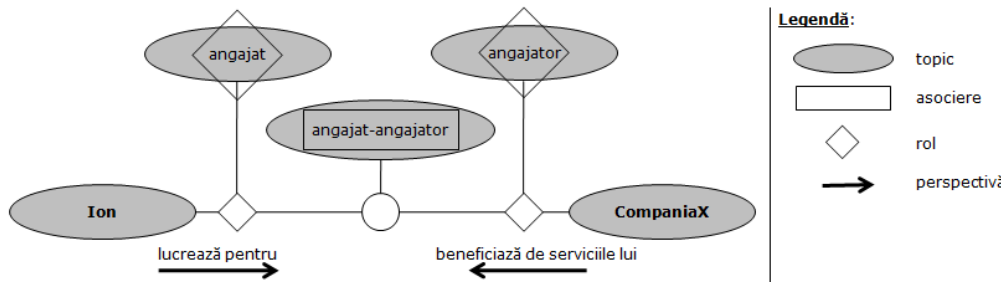 angajat
angajator
angajat-angajator
Ion
CompaniaX
lucrează pentru
beneficiază de serviciile lui
Legendă:
topic
asociere
rol
perspectivă